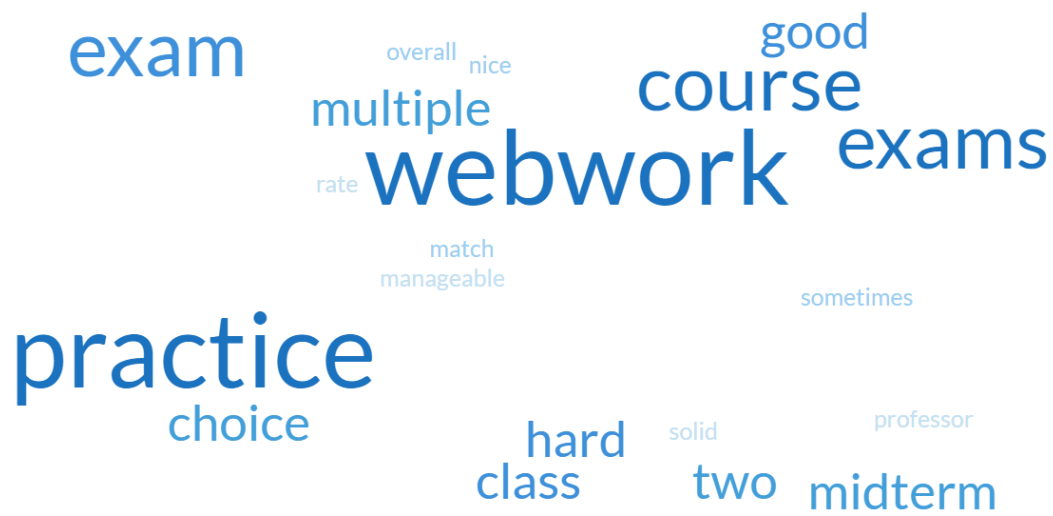 good
exam
overall
nice
course
multiple
exams
webwork
rate
match
manageable
sometimes
practice
choice
professor
solid
hard
class
two
midterm